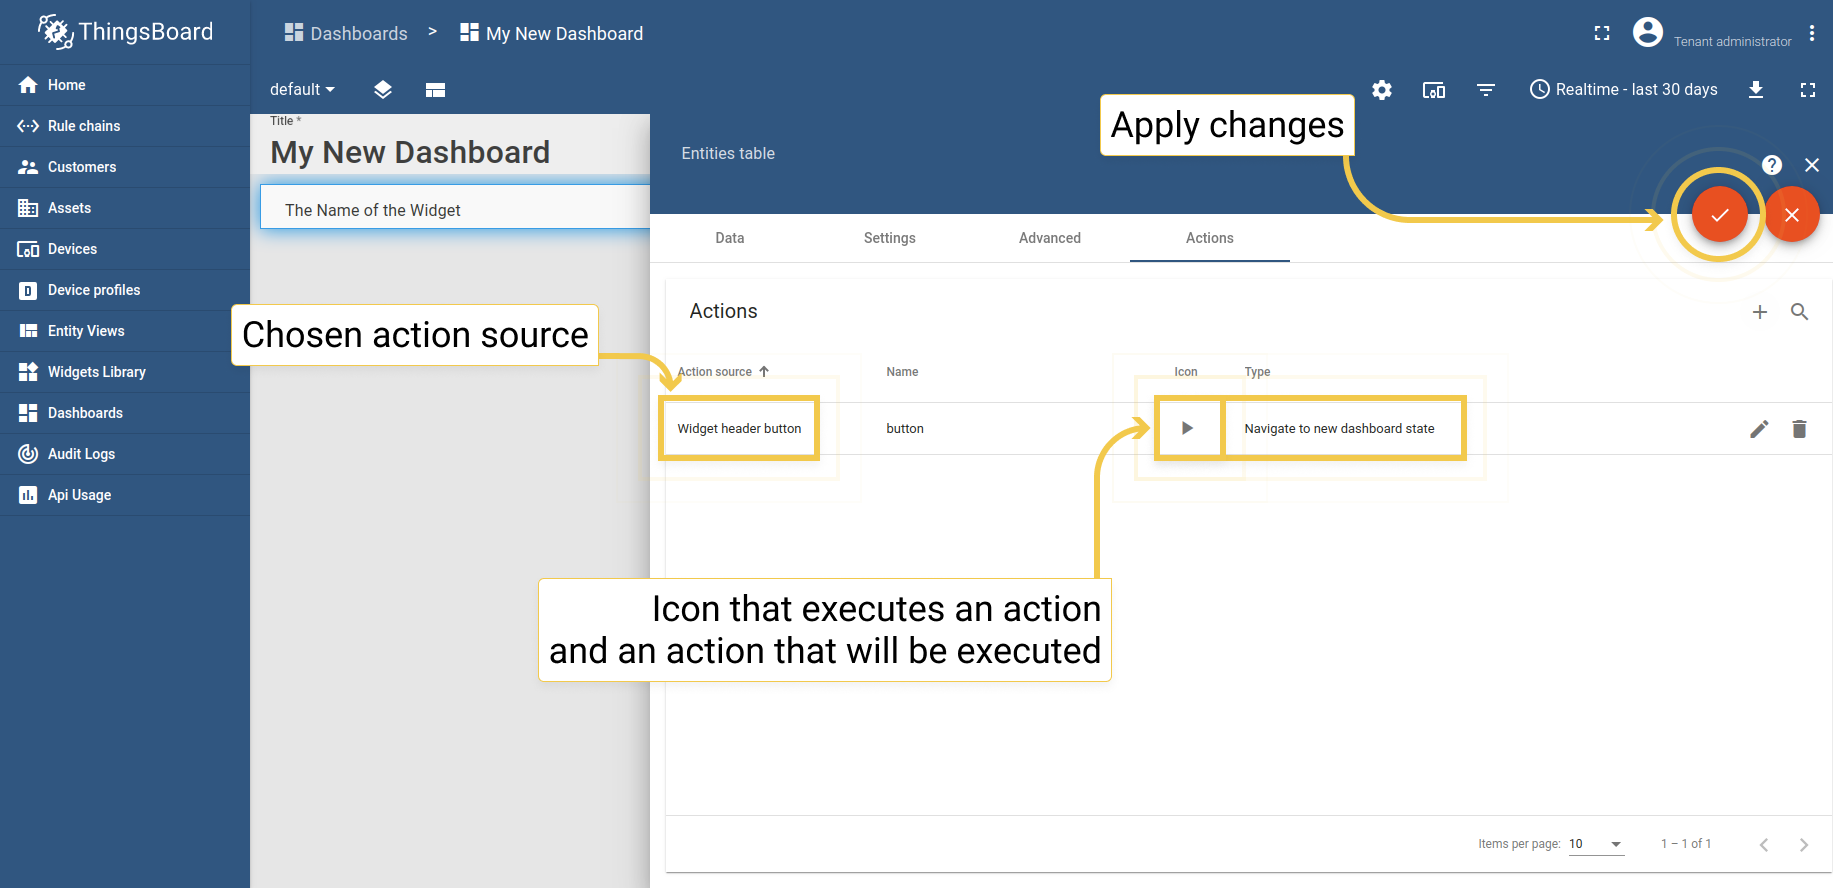 ThingsBoard
Dashboards > My New Dashboard
Tenant administrator
Home
Rule chains
Customers
Assets
Devices
Device profiles
Entity Views
Widgets Library
Dashboards
Audit Logs
Api Usage
default
Realtime - last 30 days
Title *
My New Dashboard
The Name of the Widget
Entities table
Apply changes
Data Settings Advanced Actions
Actions
Chosen action source
Action source Name Icon Type
Widget header button button Navigate to new dashboard state
Icon that executes an action
and an action that will be executed
Items per page: 10 1 – 1 of 1